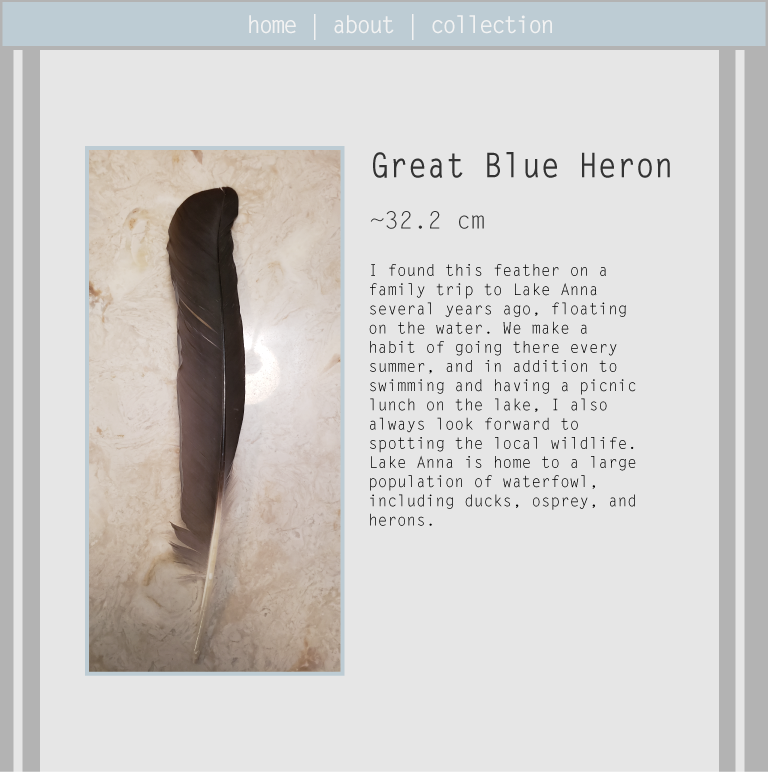 home | about | collection
Great Blue Heron
~32.2 cm
I found this feather on a
family trip to Lake Anna
several years ago, floating
on the water. We make a
habit of going there every
summer, and in addition to
swimming and having a picnic
lunch on the lake, I also
always look forward to
spotting the local wildlife.
Lake Anna is home to a large
population of waterfowl,
including ducks, osprey, and
herons.